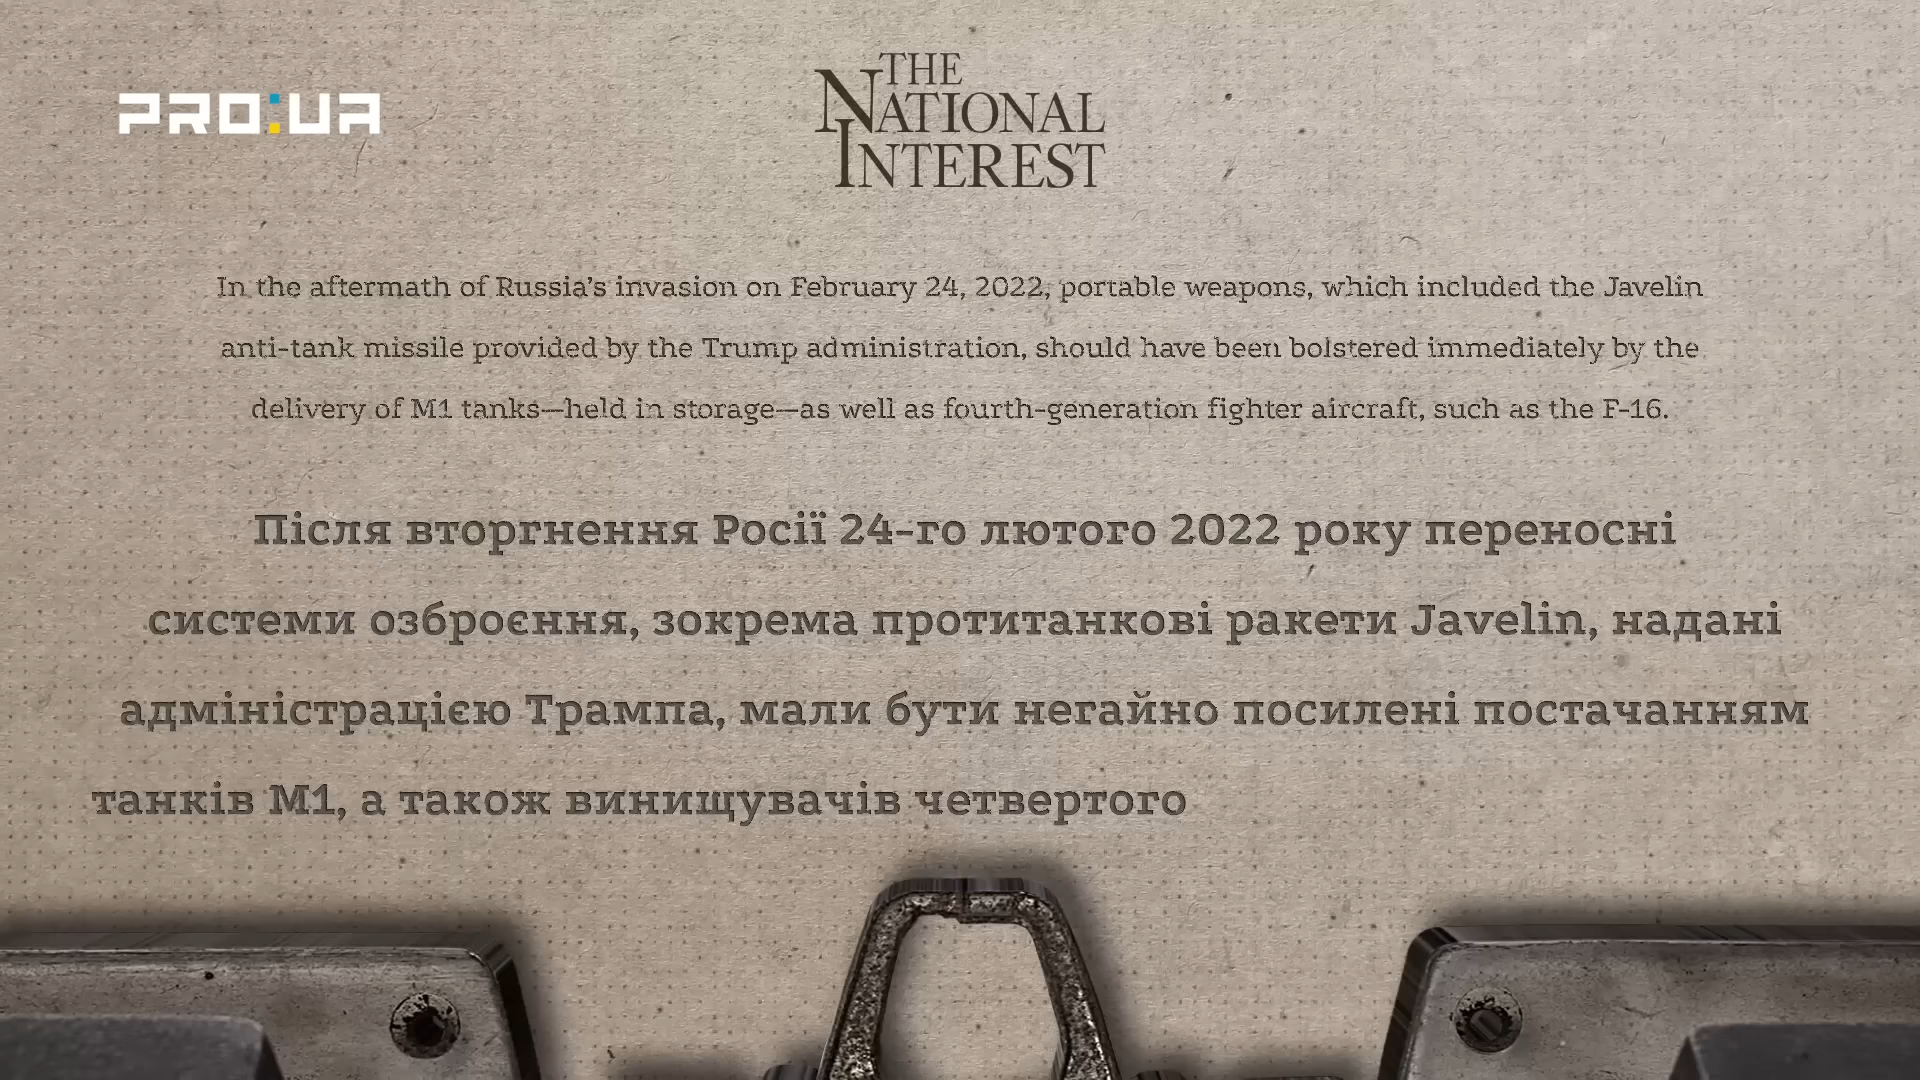 PRO:UA
THE
NATIONAL
INTEREST
In the aftermath of Russia's invasion on February 24, 2022, portable weapons, which included the Javelin
anti-tank missile provided by the Trump administration, should have been bolstered immediately by the
delivery of M1 tanks—held in storage—as well as fourth-generation fighter aircraft, such as the F-16.
Після вторгнення Росії 24-го лютого 2022 року переносні
системи озброєння, зокрема протитанкові ракети Javelin, надані
адміністрацією Трампа, мали бути негайно посилені постачанням
танків M1, а також винищувачів четвертого